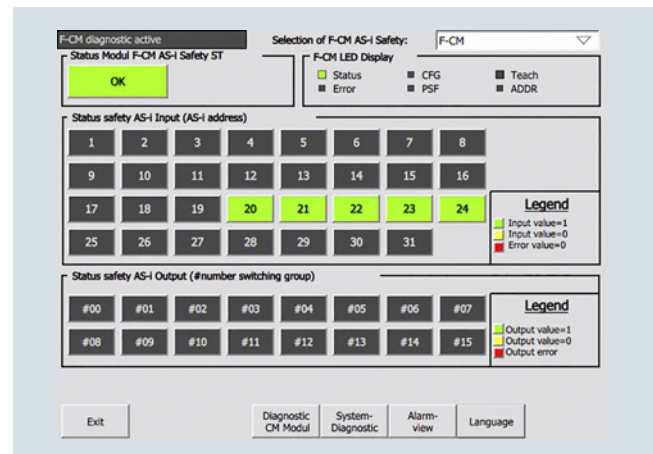 F-CM diagnostic active
Selection of F-CM AS-i Safety:
F-CM
Status Modul F-CM AS-i Safety ST
OK
F-CM LED Display
Status CFG Teach
Error PSF ADDR
Status safety AS-i Input (AS-i address)
1 2 3 4 5 6 7 8
9 10 11 12 13 14 15 16
17 18 19 20 21 22 23 24
25 26 27 28 29 30 31
Legend
Input value=1
Input value=0
Error value=0
Status safety AS-i Output (#number switching group)
#00 #01 #02 #03 #04 #05 #06 #07
#08 #09 #10 #11 #12 #13 #14 #15
Legend
Output value=1
Output value=0
Output error
Exit
Diagnostic
CM Modul
System-
Diagnostic
Alarm-
view
Language